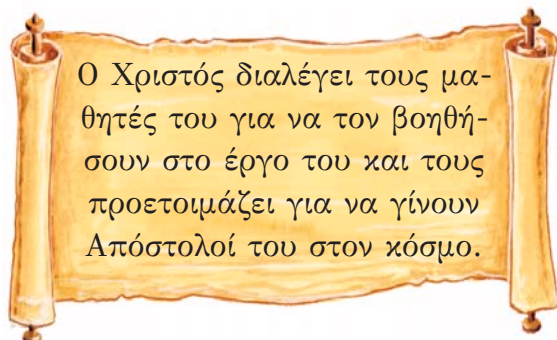 Ο Χριστός διαλέγει τους μα-
θητές του για να τον βοηθή-
σουν στο έργο του και τους
προετοιμάζει για να γίνουν
Απόστολοί του στον κόσμο.